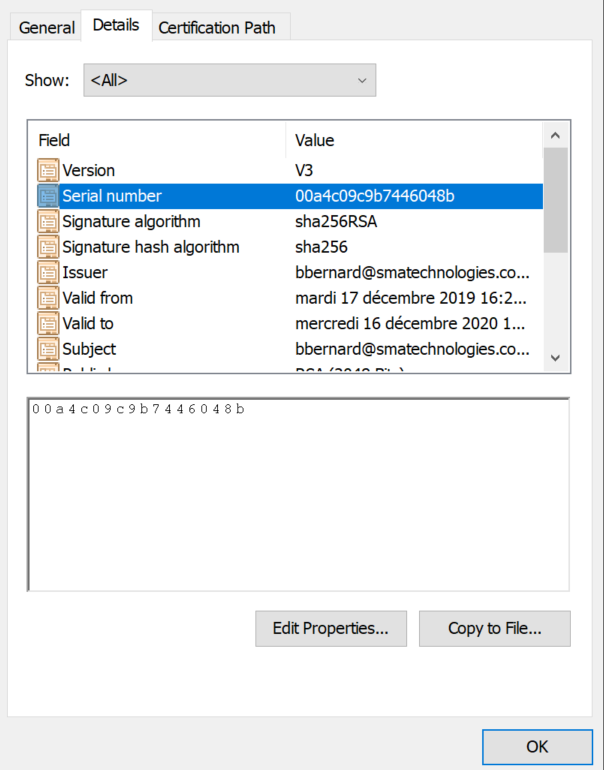 General Details Certification Path
Show: <All>
Field Value
Version V3
Serial number 00a4c09c9b7446048b
Signature algorithm sha256RSA
Signature hash algorithm sha256
Issuer bbernard@smatechnologies.co...
Valid from mardi 17 décembre 2019 16:2...
Valid to mercredi 16 décembre 2020 1...
Subject bbernard@smatechnologies.co...
00a4c09c9b7446048b
Edit Properties... Copy to File...
OK